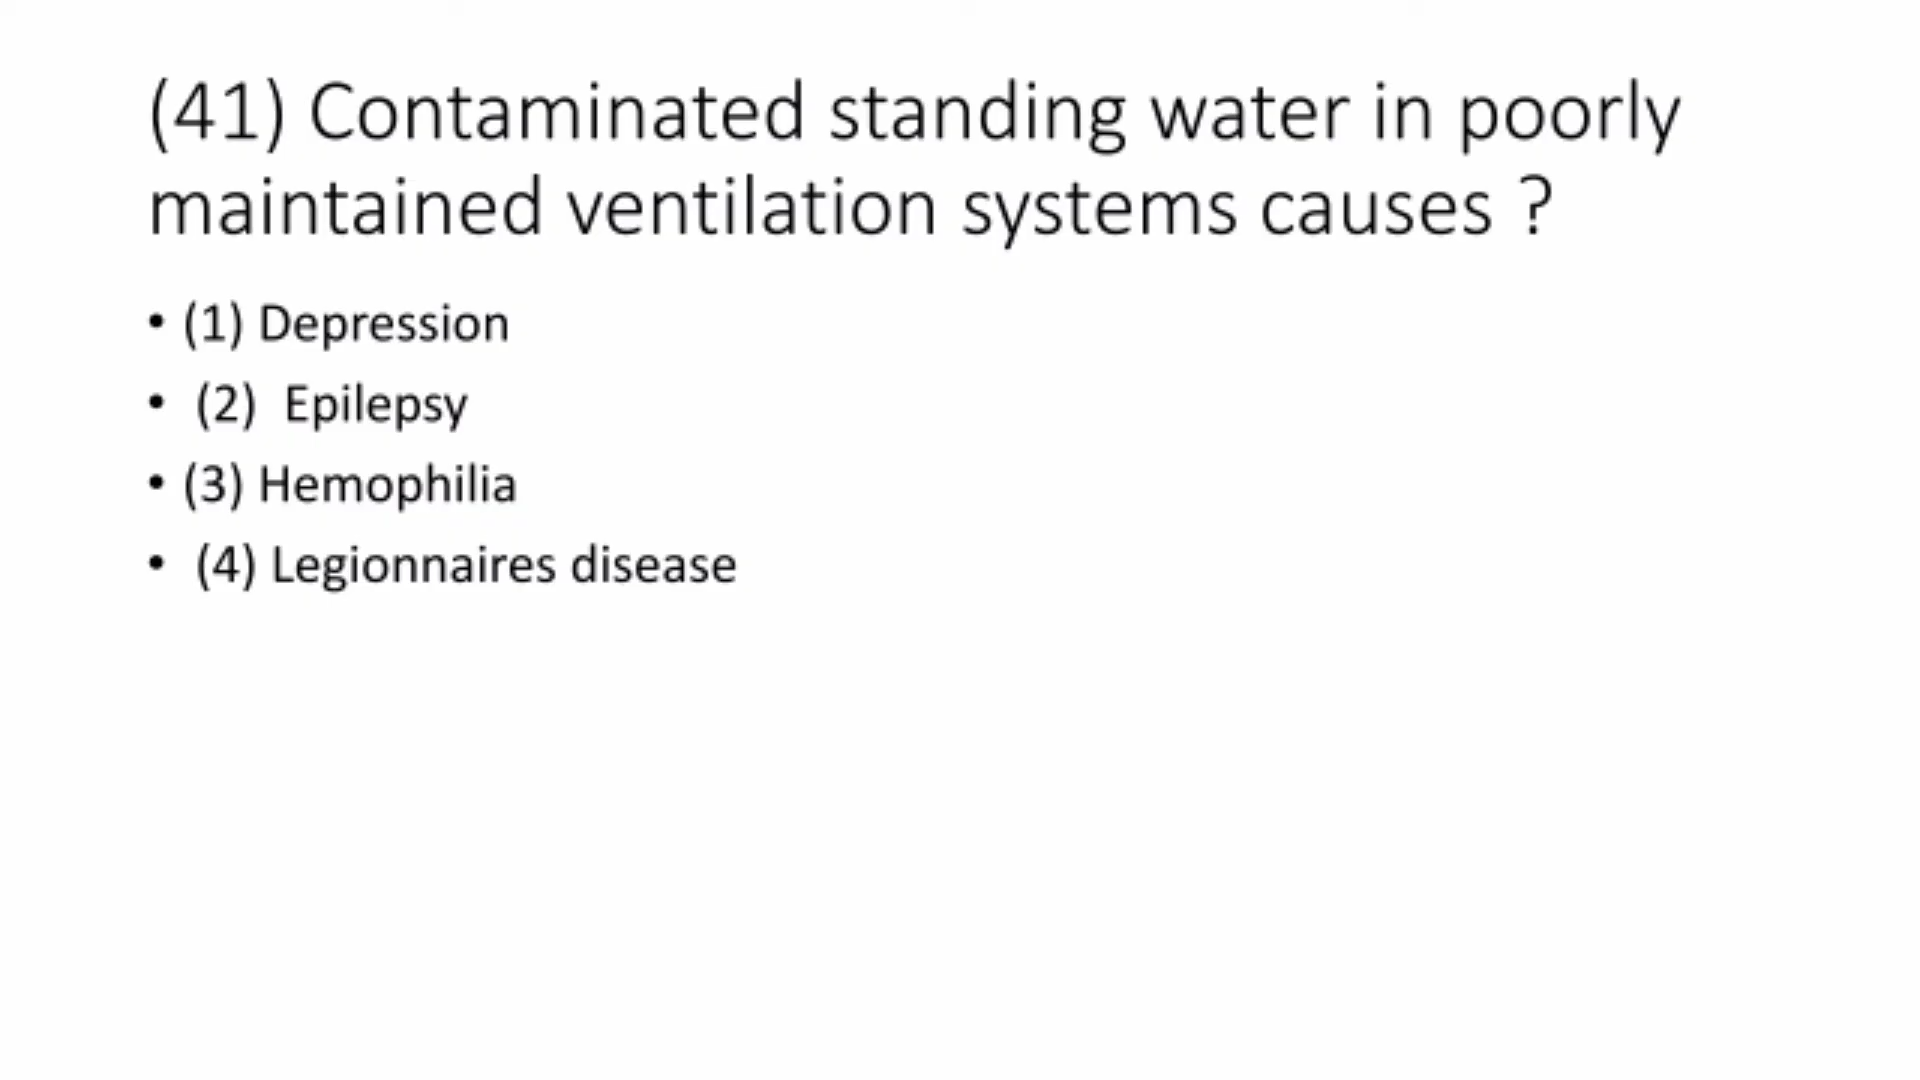 (41) Contaminated standing water in poorly
maintained ventilation systems causes ?
• (1) Depression
• (2) Epilepsy
• (3) Hemophilia
• (4) Legionnaires disease